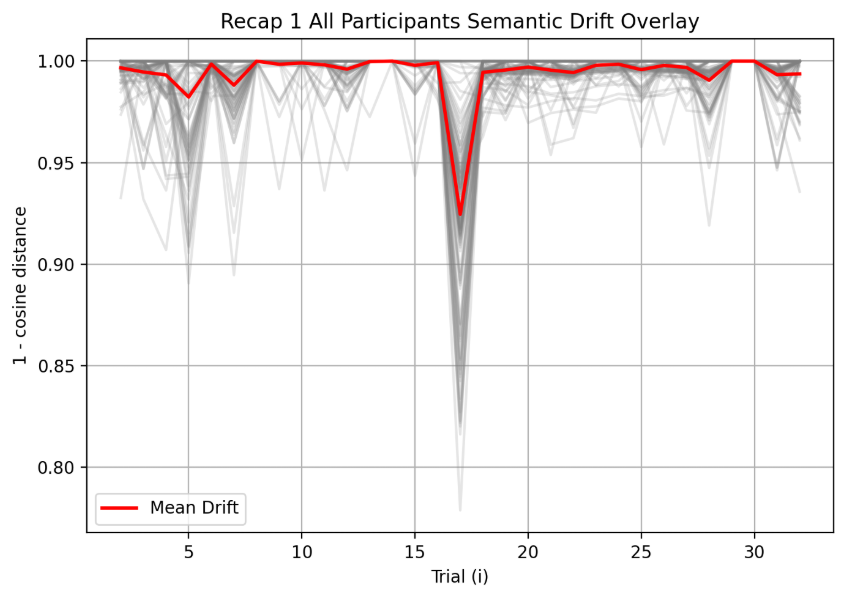 Recap 1 All Participants Semantic Drift Overlay
1 - cosine distance
1.00
0.95
0.90
0.85
0.80
Mean Drift
5 10 15 20 25 30
Trial (i)